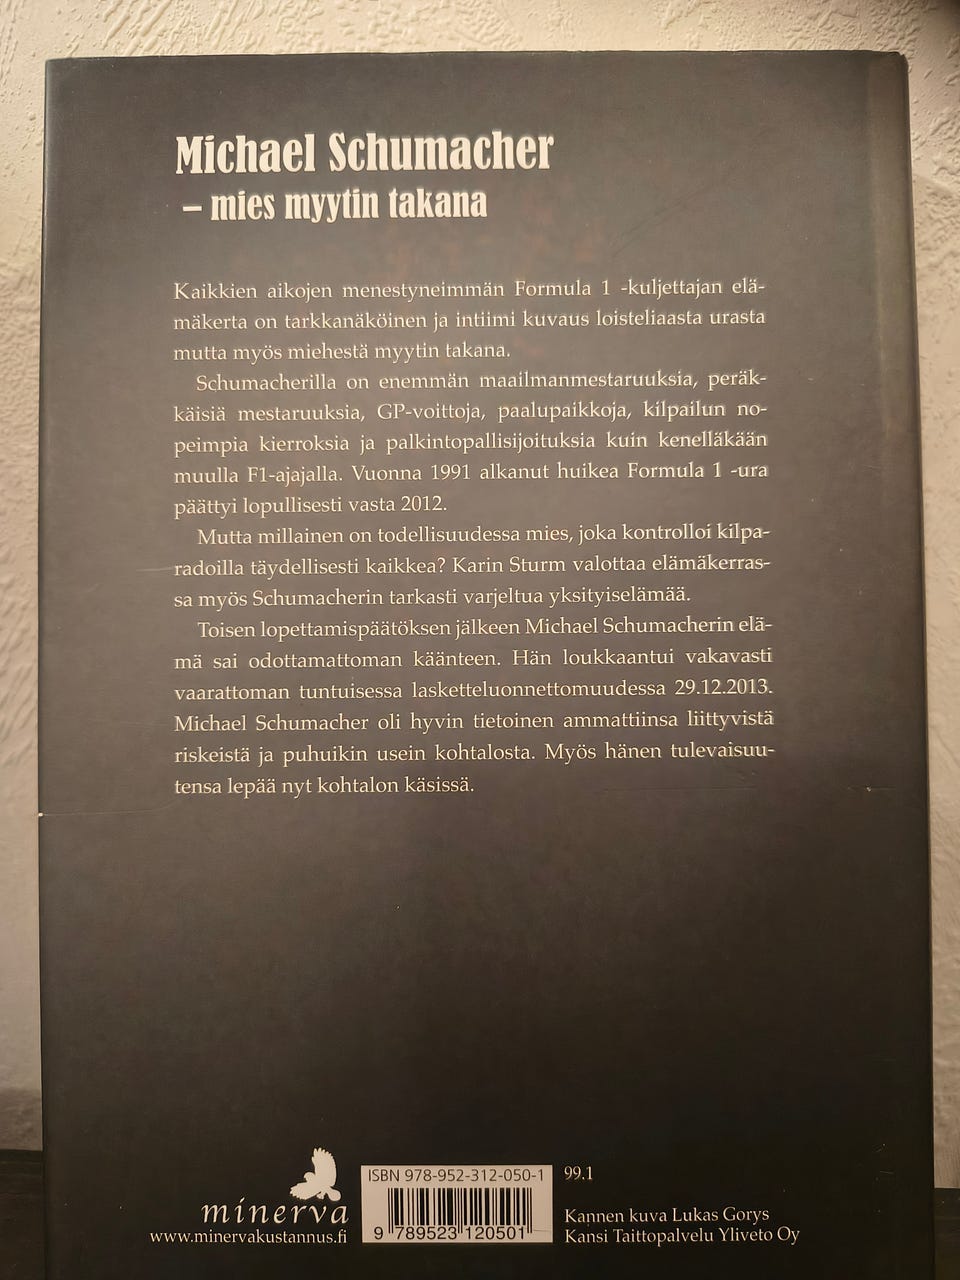 Michael Schumacher
– mies myytin takana
Kaikkien aikojen menestyneimmän Formula 1 -kuljettajan elä-
mäkerta on tarkkanäköinen ja intiimi kuvaus loisteliaasta urasta
mutta myös miehestä myytin takana.
Schumacherilla on enemmän maailmanmestaruuksia, peräk-
käisiä mestaruuksia, GP-voittoja, paalupaikkoja, kilpailun no-
peimpia kierroksia ja palkintopallisijoituksia kuin kenelläkään
muulla F1-ajajalla. Vuonna 1991 alkanut huikea Formula 1 -ura
päättyi lopullisesti vasta 2012.
Mutta millainen on todellisuudessa mies, joka kontrolloi kilpa-
radoilla täydellisesti kaikkea? Karin Sturm valottaa elämäkerras-
sa myös Schumacherin tarkasti varjeltua yksityiselämää.
Toisen lopettamispäätöksen jälkeen Michael Schumacherin elä-
mä sai odottamattoman käänteen. Hän loukkaantui vakavasti
vaarattoman tuntuisessa lasketteluonnettomuudessa 29.12.2013.
Michael Schumacher oli hyvin tietoinen ammattiinsa liittyvistä
riskeistä ja puhuikin usein kohtalosta. Myös hänen tulevaisuu-
tensa lepää nyt kohtalon käsissä.
minerva
www.minervakustannus.fi
ISBN 978-952-312-050-1
9 789523 120501
99.1
Kannen kuva Lukas Gorys
Kansi Taittopalvelu Yliveto Oy